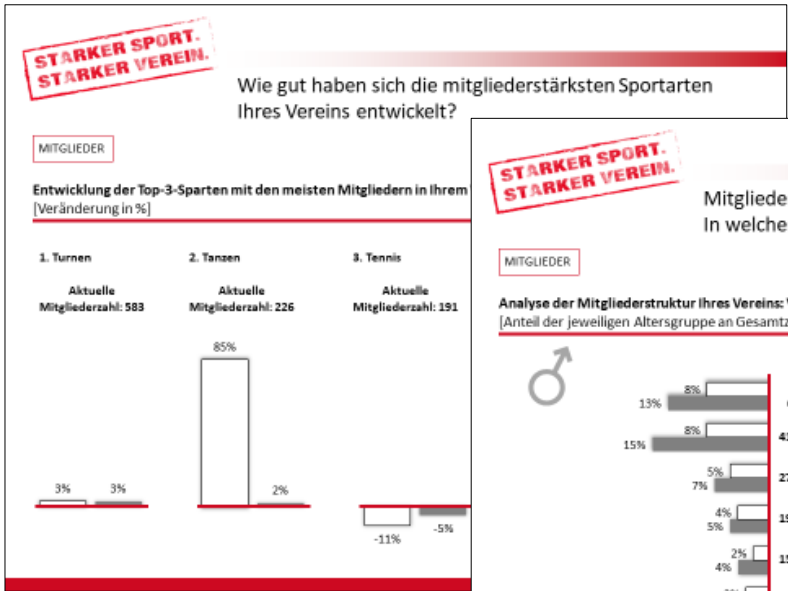 STARKER SPORT.
STARKER VEREIN.
Wie gut haben sich die mitgliederstärksten Sportarten
Ihres Vereins entwickelt?
MITGLIEDER
Entwicklung der Top-3-Sparten mit den meisten Mitgliedern in Ihrem
[Veränderung in %]
1. Turnen
2. Tanzen
3. Tennis
Aktuelle
Mitgliederzahl: 583
Aktuelle
Mitgliederzahl: 226
Aktuelle
Mitgliederzahl: 191
3%
3%
85%
2%
-11%
-5%
STARKER SPORT.
STARKER VEREIN.
Mitgliede
In welche
MITGLIEDER
Analyse der Mitgliederstruktur Ihres Vereins:
[Anteil der jeweiligen Altersgruppe an Gesamtz
8%
13%
8%
15%
5%
7%
4%
5%
2%
4%